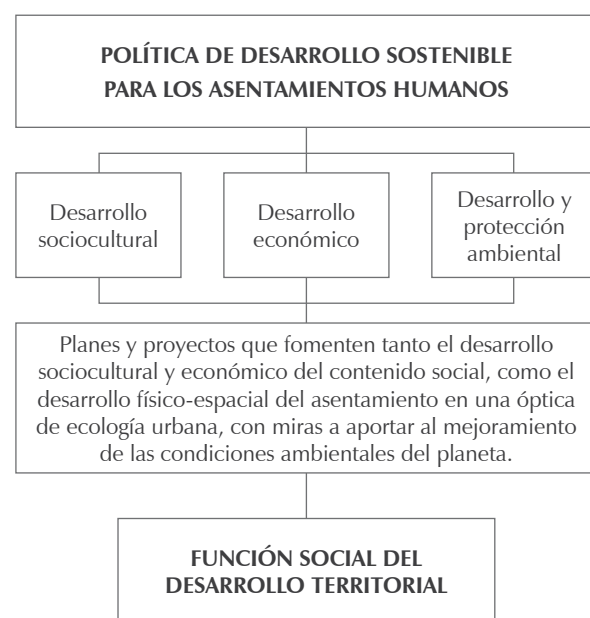 POLÍTICA DE DESARROLLO SOSTENIBLE
PARA LOS ASENTAMIENTOS HUMANOS
Desarrollo
sociocultural
Desarrollo
económico
Desarrollo y
protección
ambiental
Planes y proyectos que fomenten tanto el desarrollo
sociocultural y económico del contenido social, como el
desarrollo físico-espacial del asentamiento en una óptica
de ecología urbana, con miras a aportar al mejoramiento
de las condiciones ambientales del planeta.
FUNCIÓN SOCIAL DEL
DESARROLLO TERRITORIAL